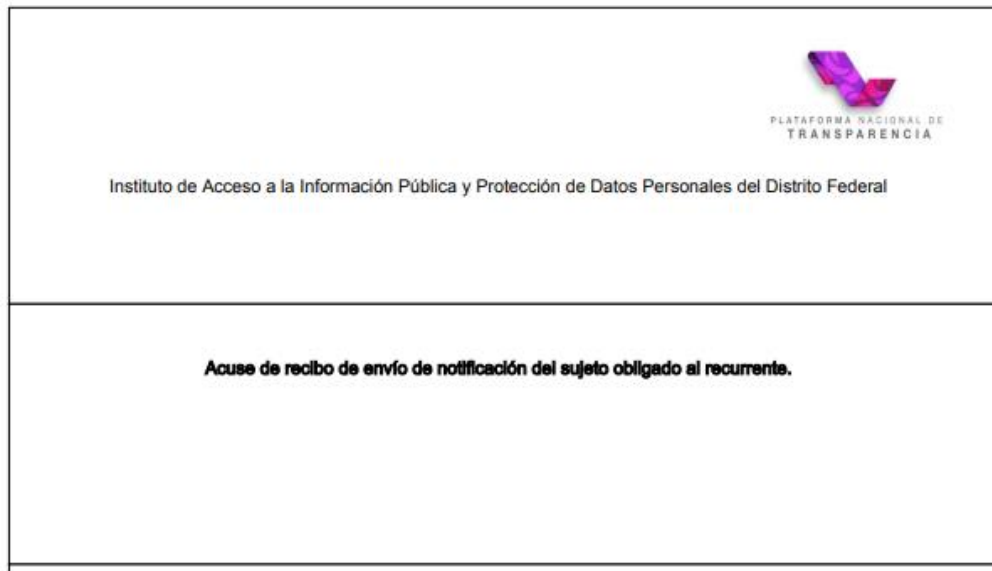 PLATAFORMA NACIONAL DE
TRANSPARENCIA
Instituto de Acceso a la Información Pública y Protección de Datos Personales del Distrito Federal
Acuse de recibo de envío de notificación del sujeto obligado al recurrente.